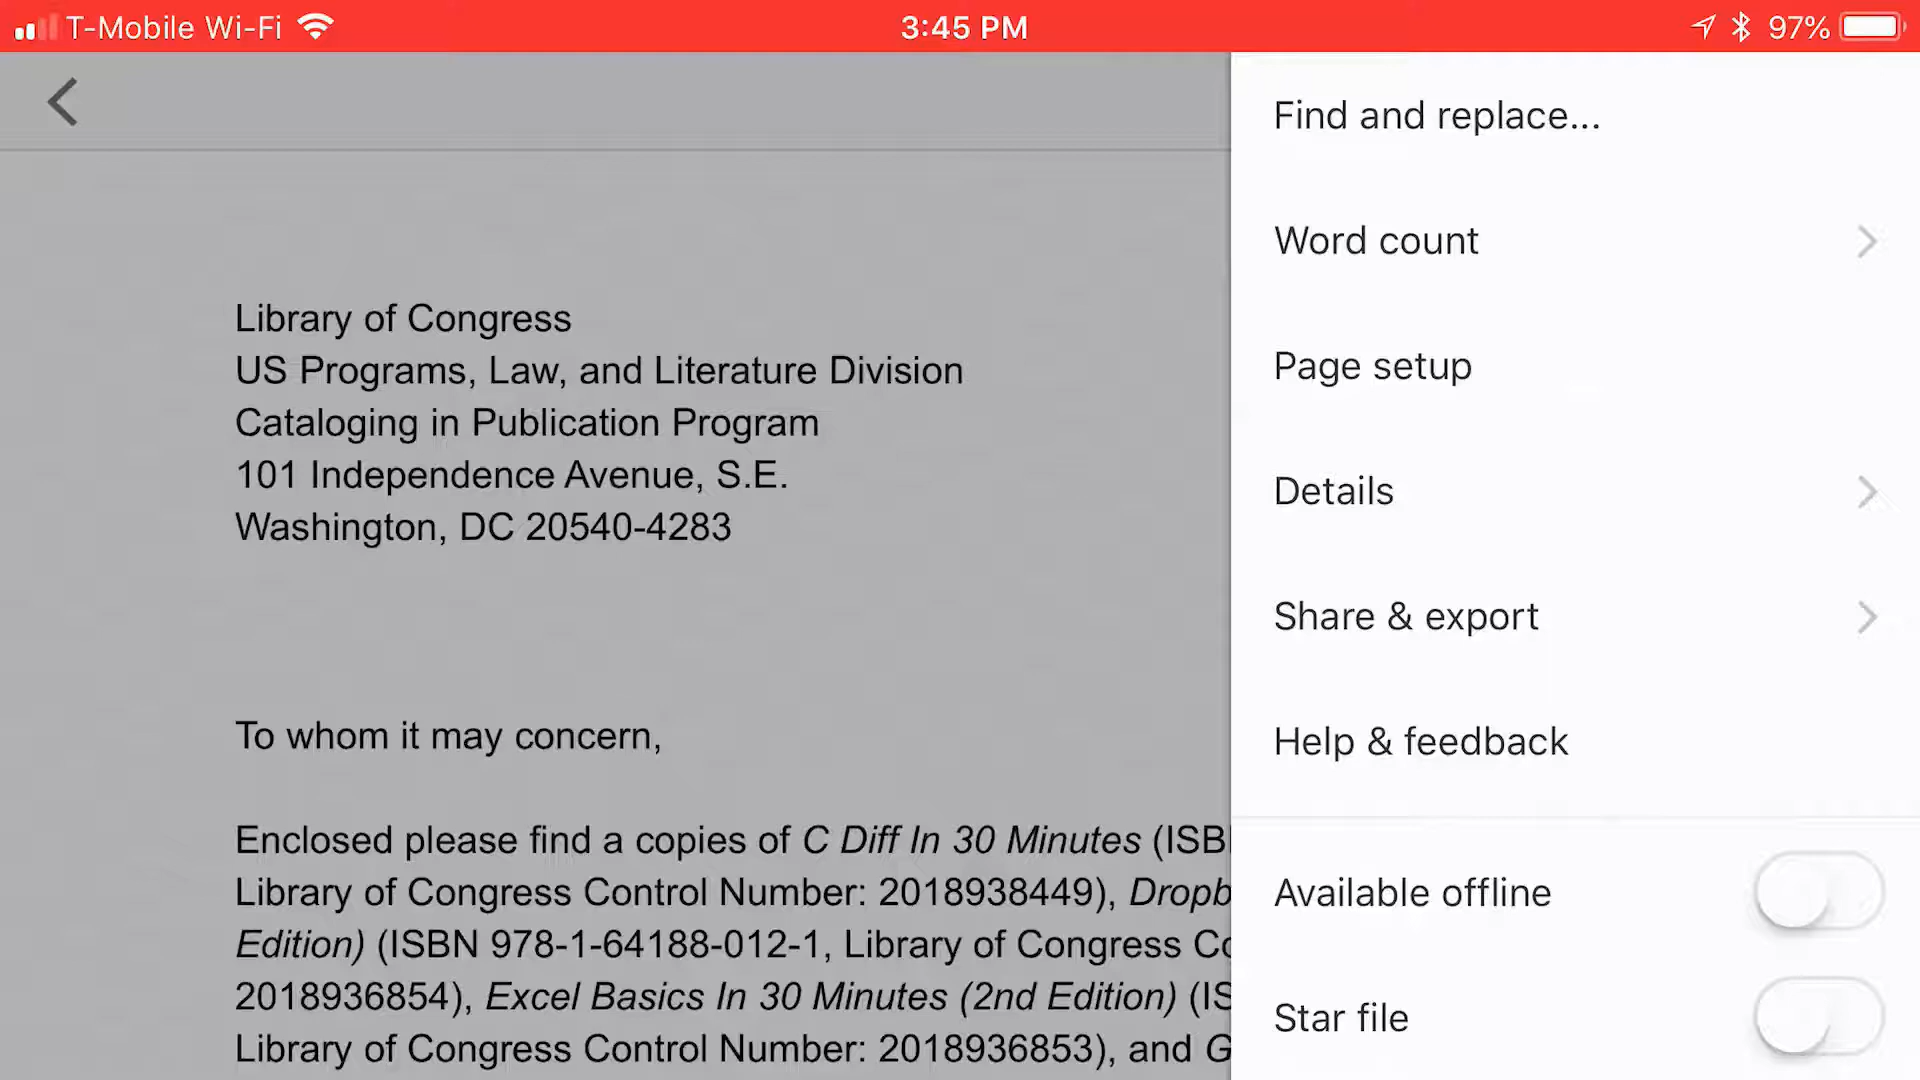 T-Mobile Wi-Fi 3:45 PM 97%
Library of Congress
US Programs, Law, and Literature Division
Cataloging in Publication Program
101 Independence Avenue, S.E.
Washington, DC 20540-4283
To whom it may concern,
Enclosed please find a copies of C Diff In 30 Minutes (ISB
Library of Congress Control Number: 2018938449), Dropb
Edition) (ISBN 978-1-64188-012-1, Library of Congress Co
2018936854), Excel Basics In 30 Minutes (2nd Edition) (IS
Library of Congress Control Number: 2018936853), and G
Find and replace...
Word count
Page setup
Details
Share & export
Help & feedback
Available offline
Star file